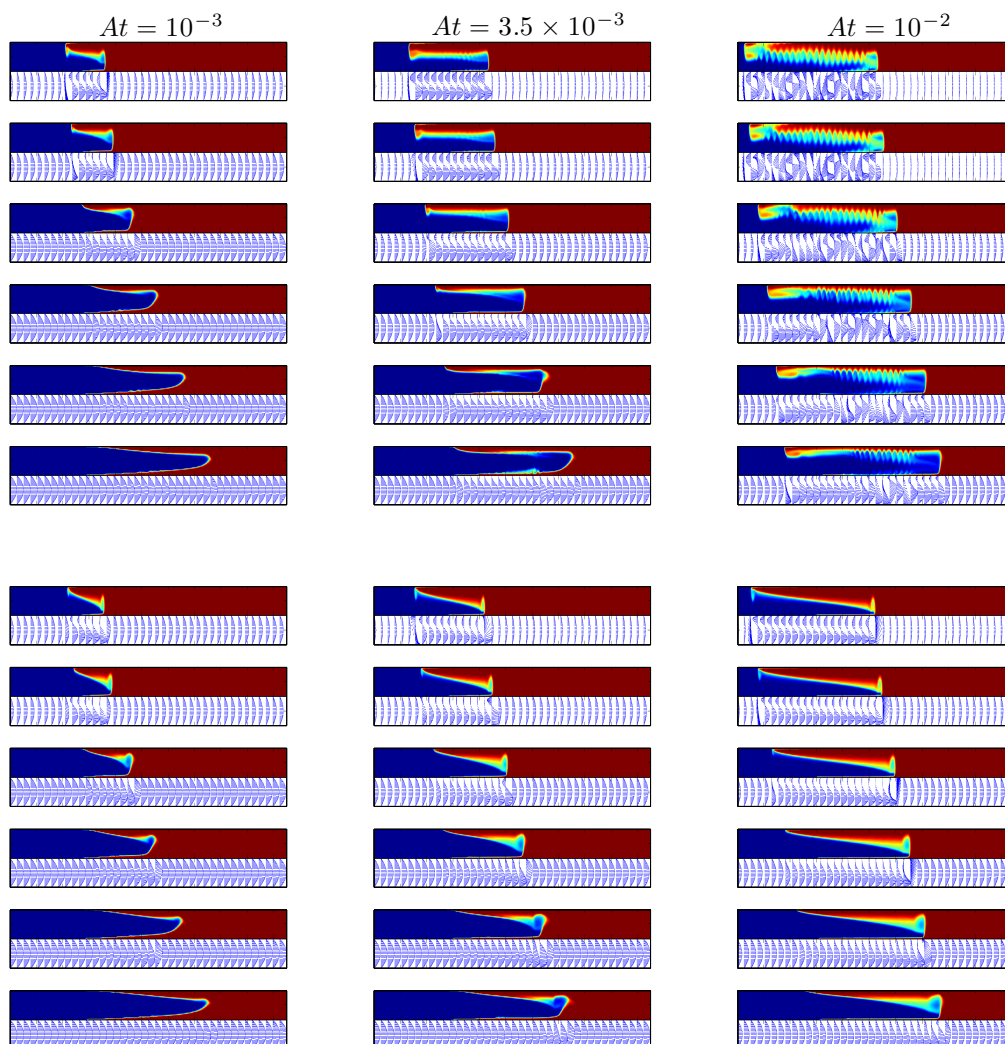 At = 10⁻³
At = 3.5 × 10⁻³
At = 10⁻²